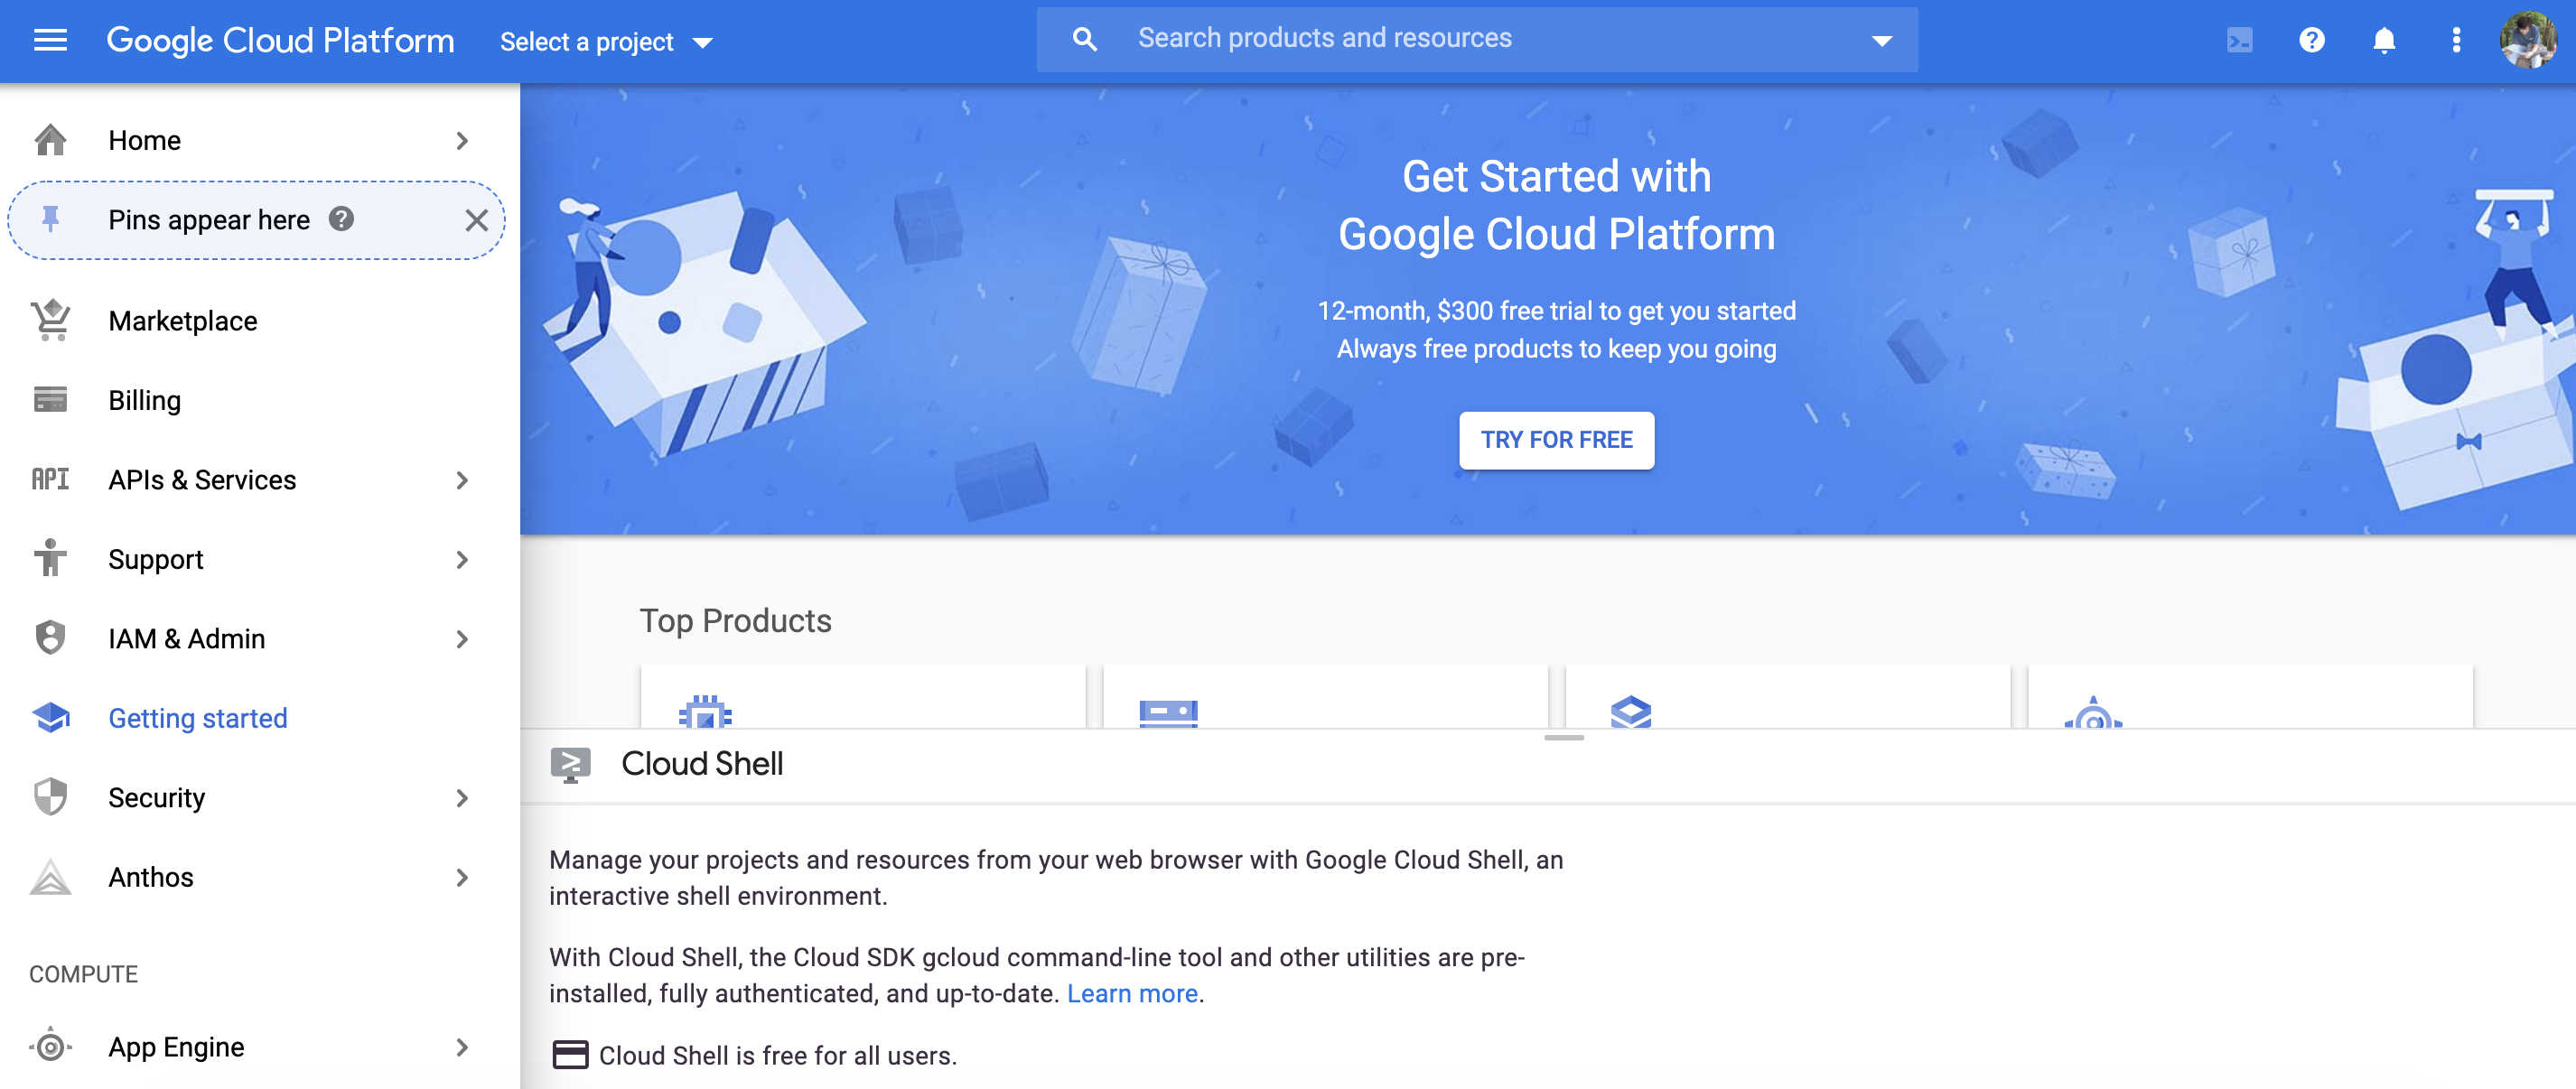 Google Cloud Platform
Select a project
Search products and resources
Home
Pins appear here
Marketplace
Billing
API
APIs & Services
Support
IAM & Admin
Getting started
Security
Anthos
COMPUTE
App Engine
Get Started with
Google Cloud Platform
12-month, $300 free trial to get you started
Always free products to keep you going
TRY FOR FREE
Top Products
Cloud Shell
Manage your projects and resources from your web browser with Google Cloud Shell, an
interactive shell environment.
With Cloud Shell, the Cloud SDK gcloud command-line tool and other utilities are pre-
installed, fully authenticated, and up-to-date. Learn more.
Cloud Shell is free for all users.